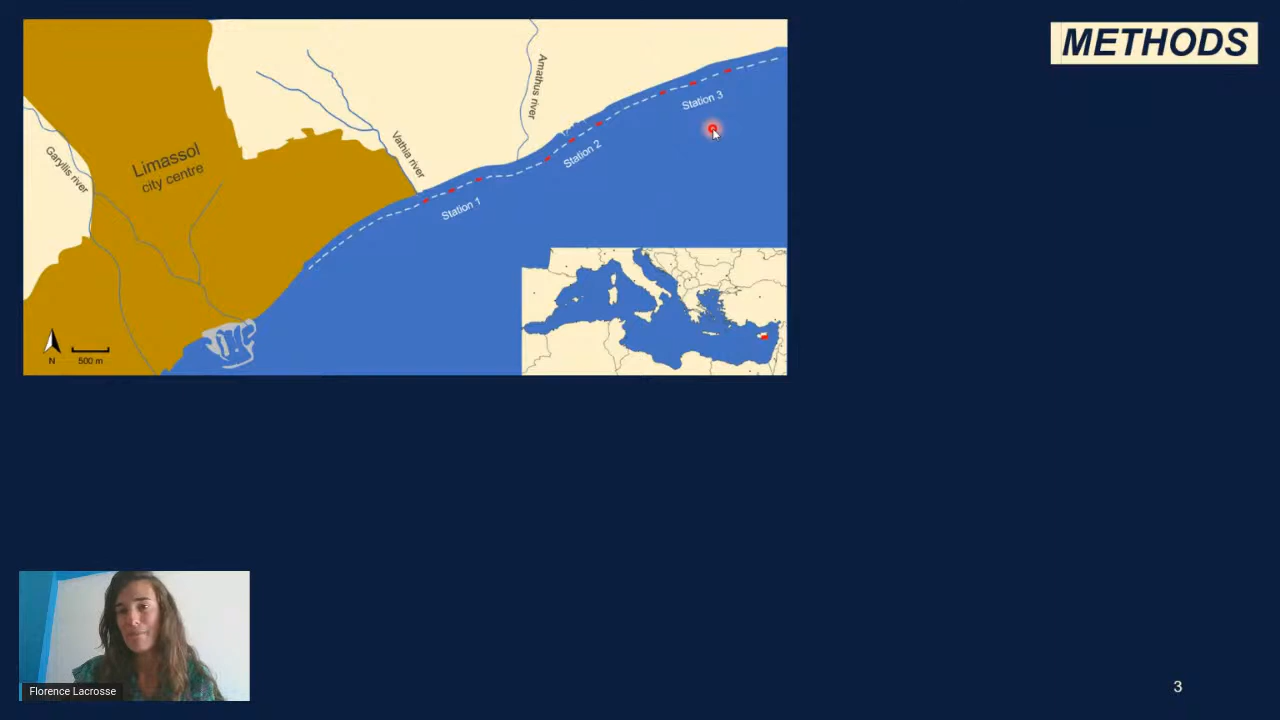 METHODS
Garyllis river
Limassol
city centre
Vathia river
Amathus river
Station 1
Station 2
Station 3
N
500 m
Florence Lacrosse
3